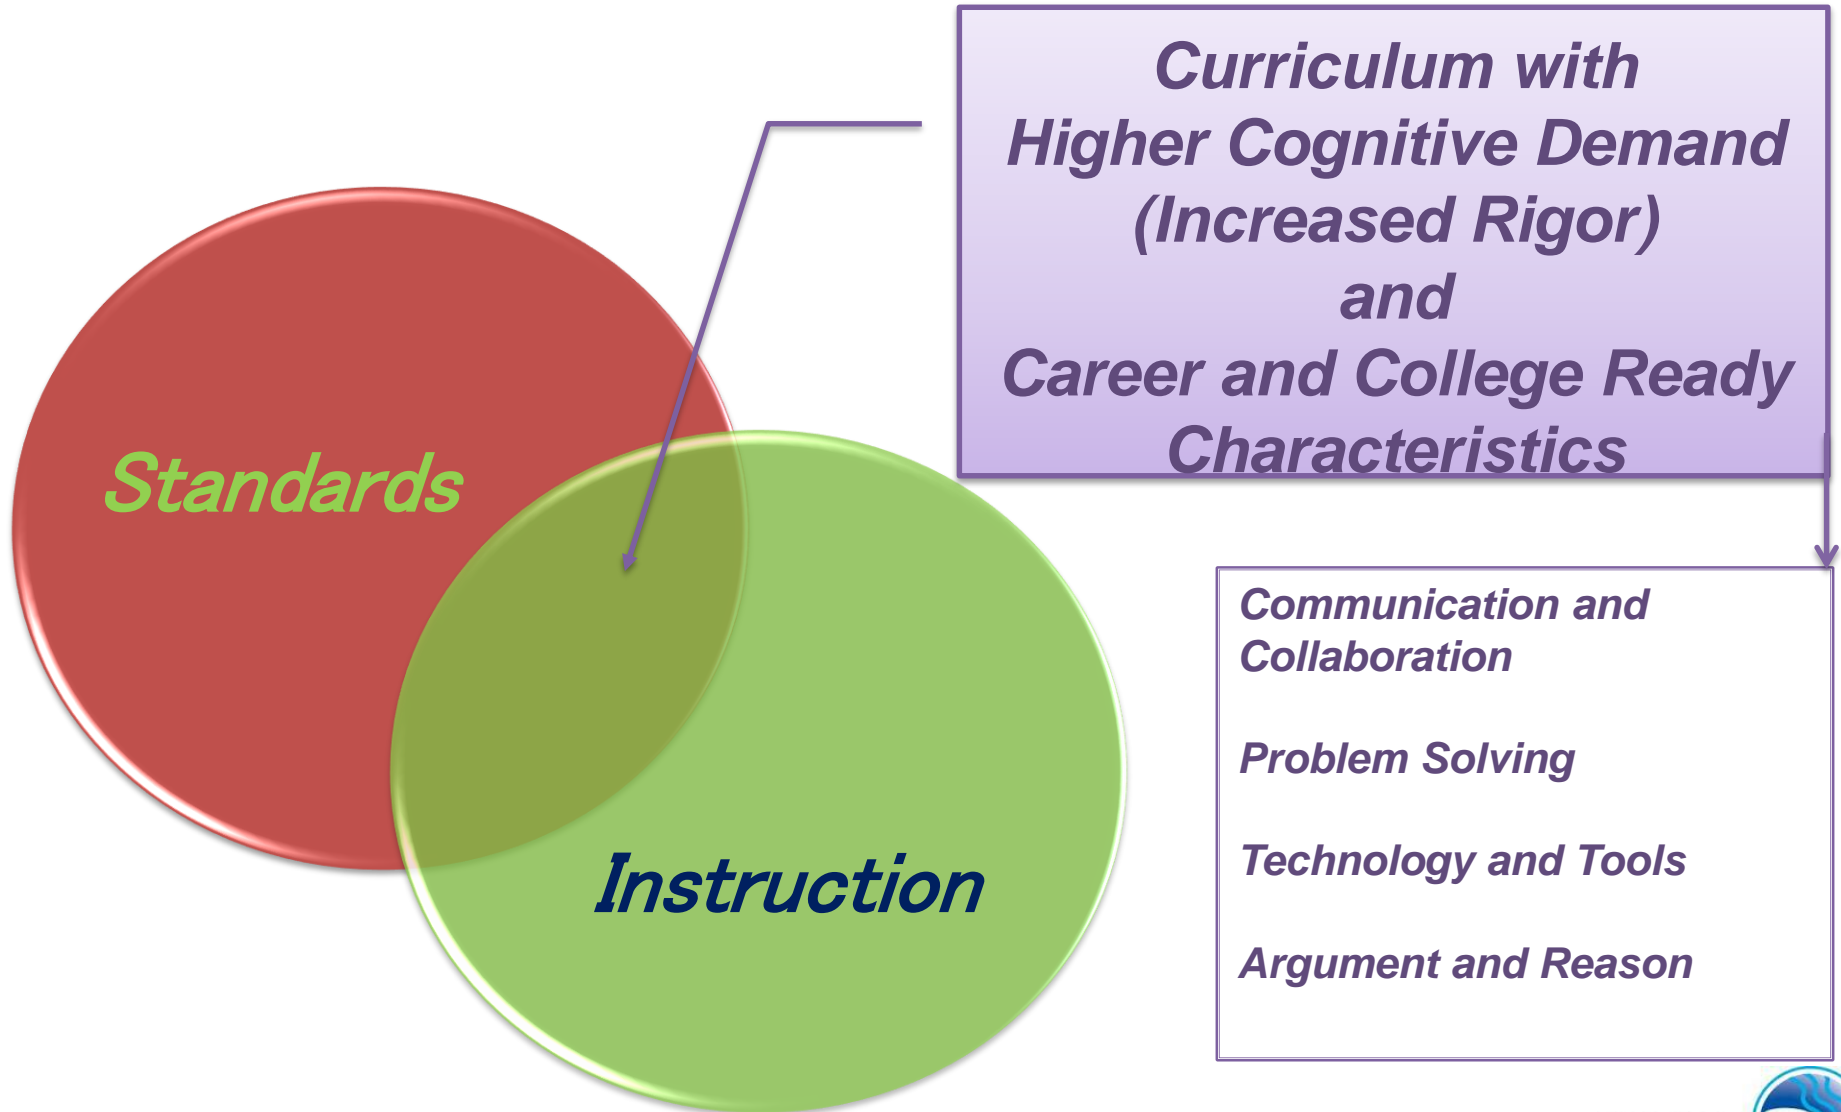 Curriculum with
Higher Cognitive Demand
(Increased Rigor)
and
Career and College Ready
Characteristics
Standards
Instruction
Communication and
Collaboration
Problem Solving
Technology and Tools
Argument and Reason